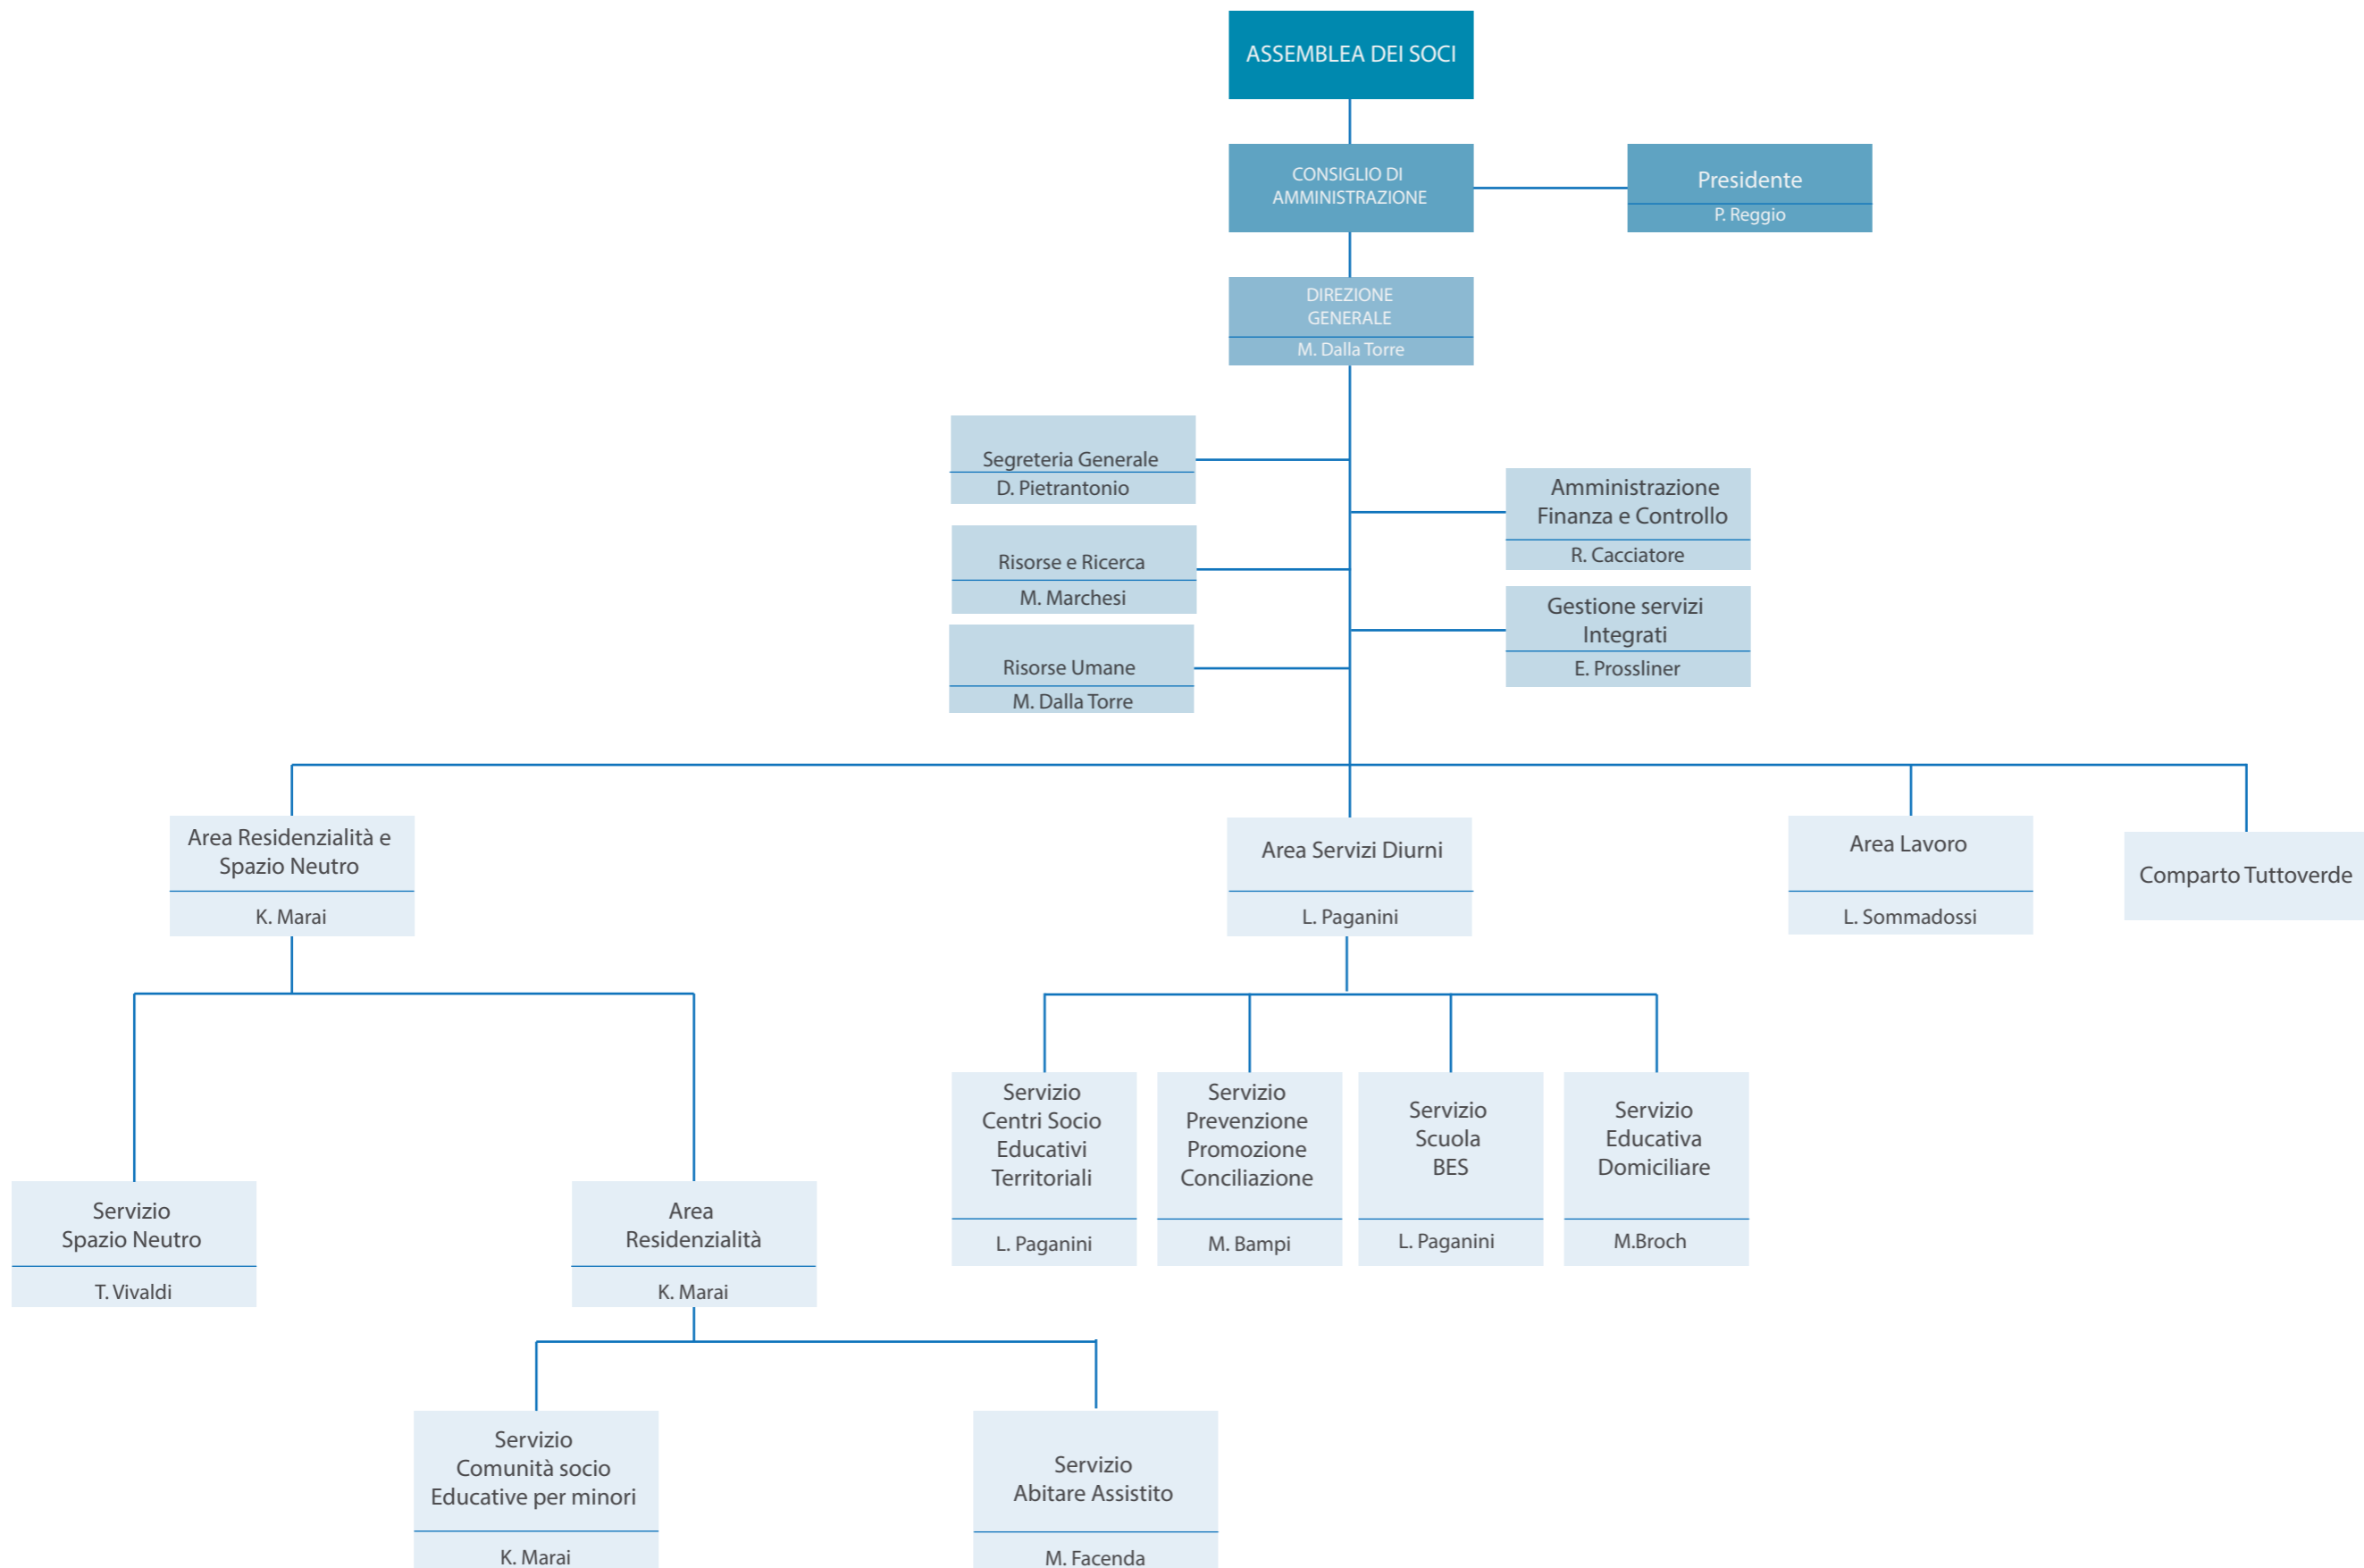 ASSEMBLEA DEI SOCI
CONSIGLIO DI
AMMINISTRAZIONE
Presidente
P. Reggio
DIREZIONE
GENERALE
M. Dalla Torre
Segreteria Generale
D. Pietrantonio
Amministrazione
Finanza e Controllo
R. Cacciatore
Risorse e Ricerca
M. Marchesi
Gestione servizi
Integrati
E. Prossliner
Risorse Umane
M. Dalla Torre
Area Residenzialità e
Spazio Neutro
K. Marai
Area Servizi Diurni
L. Paganini
Area Lavoro
L. Sommadossi
Comparto Tuttoverde
Servizio
Centri Socio
Educativi
Territoriali
L. Paganini
Servizio
Prevenzione
Promozione
Conciliazione
M. Bampi
Servizio
Scuola
BES
L. Paganini
Servizio
Educativa
Domiciliare
M.Broch
Servizio
Spazio Neutro
T. Vivaldi
Area
Residenzialità
K. Marai
Servizio
Comunità socio
Educative per minori
K. Marai
Servizio
Abitare Assistito
M. Facenda